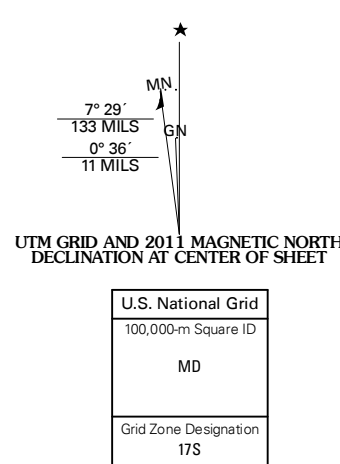 ★
MN
7° 29´
133 MILS
GN
0° 36´
11 MILS
UTM GRID AND 2011 MAGNETIC NORTH
DECLINATION AT CENTER OF SHEET
U.S. National Grid
100,000-m Square ID
MD
Grid Zone Designation
17S